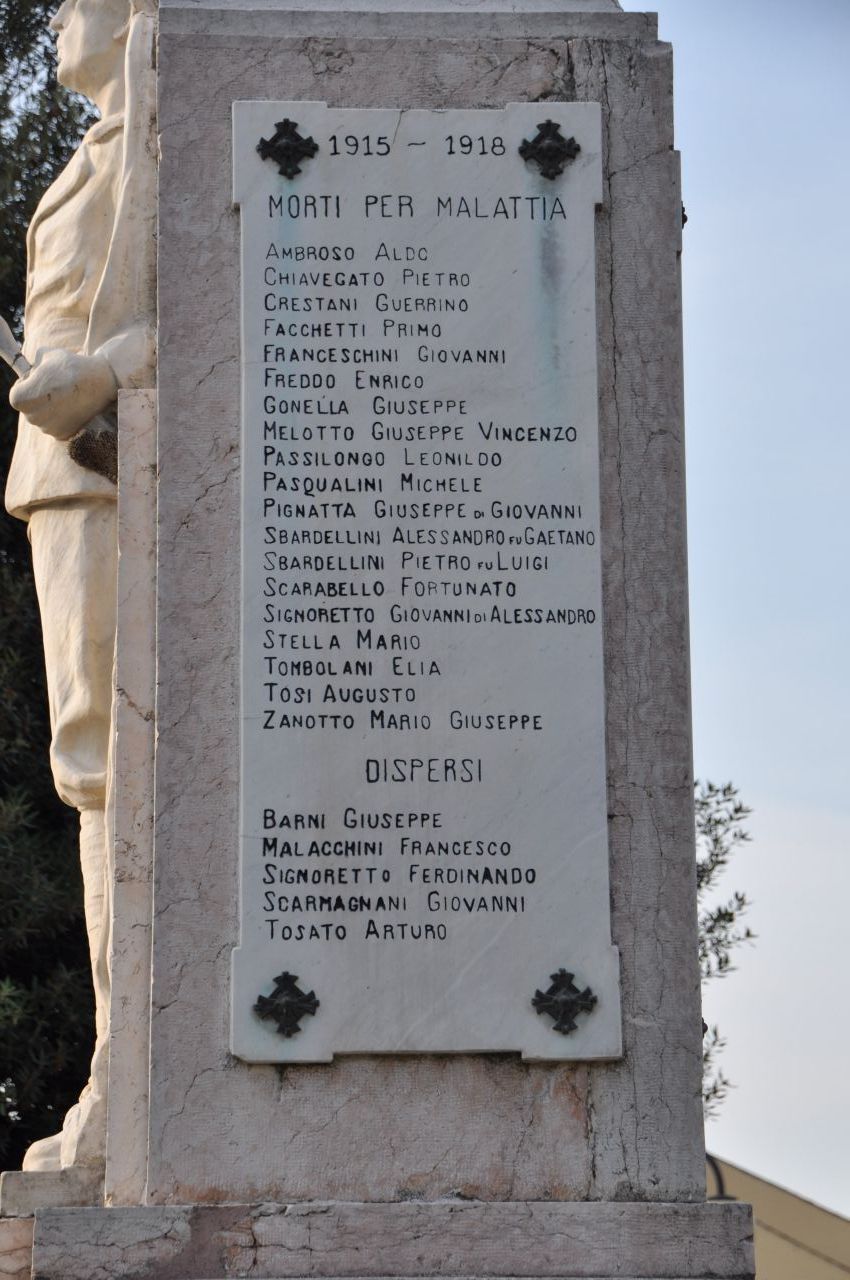 1915 ~ 1918
MORTI PER MALATTIA
AMBROSO ALDO
CHIAVEGATO PIETRO
CRESTANI GUERRINO
FACCHETTI PRIMO
FRANCESCHINI GIOVANNI
FREDDO ENRICO
GONELLA GIUSEPPE
MELOTTO GIUSEPPE VINCENZO
PASSILONGO LEONILDO
PASQUALINI MICHELE
PIGNATTA GIUSEPPE DI GIOVANNI
SBARDELLINI ALESSANDRO FU GAETANO
SBARDELLINI PIETRO FU LUIGI
SCARABELLO FORTUNATO
SIGNORETTO GIOVANNI DI ALESSANDRO
STELLA MARIO
TOMBOLANI ELIA
TOSI AUGUSTO
ZANOTTO MARIO GIUSEPPE
DISPERSI
BARNI GIUSEPPE
MALACCHINI FRANCESCO
SIGNORETTO FERDINANDO
SCARMAGNANI GIOVANNI
TOSATO ARTURO